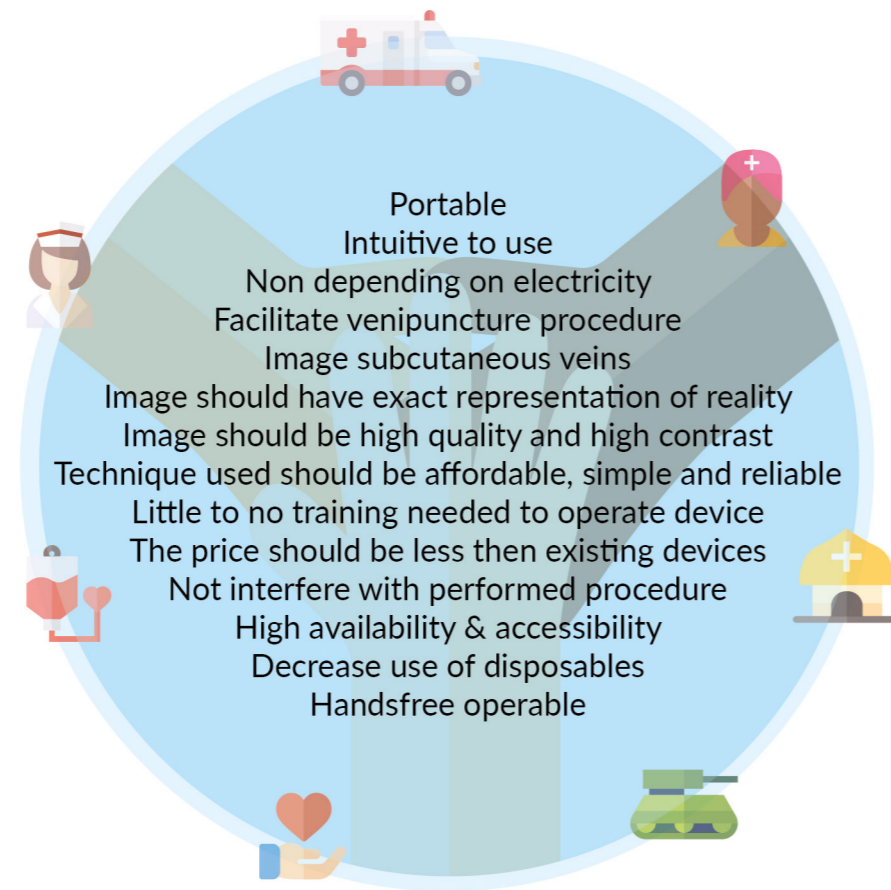 Portable
Intuitive to use
Non depending on electricity
Facilitate venipuncture procedure
Image subcutaneous veins
Image should have exact representation of reality
Image should be high quality and high contrast
Technique used should be affordable, simple and reliable
Little to no training needed to operate device
The price should be less then existing devices
Not interfere with performed procedure
High availability & accessibility
Decrease use of disposables
Handsfree operable